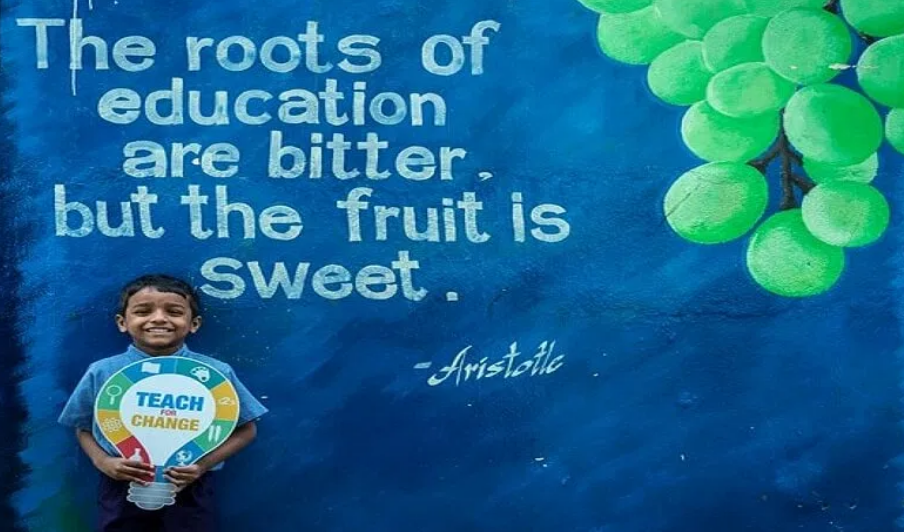 The roots of
education
are bitter,
but the fruit is
sweet.
-Aristotle
TEACH
FOR
CHANGE